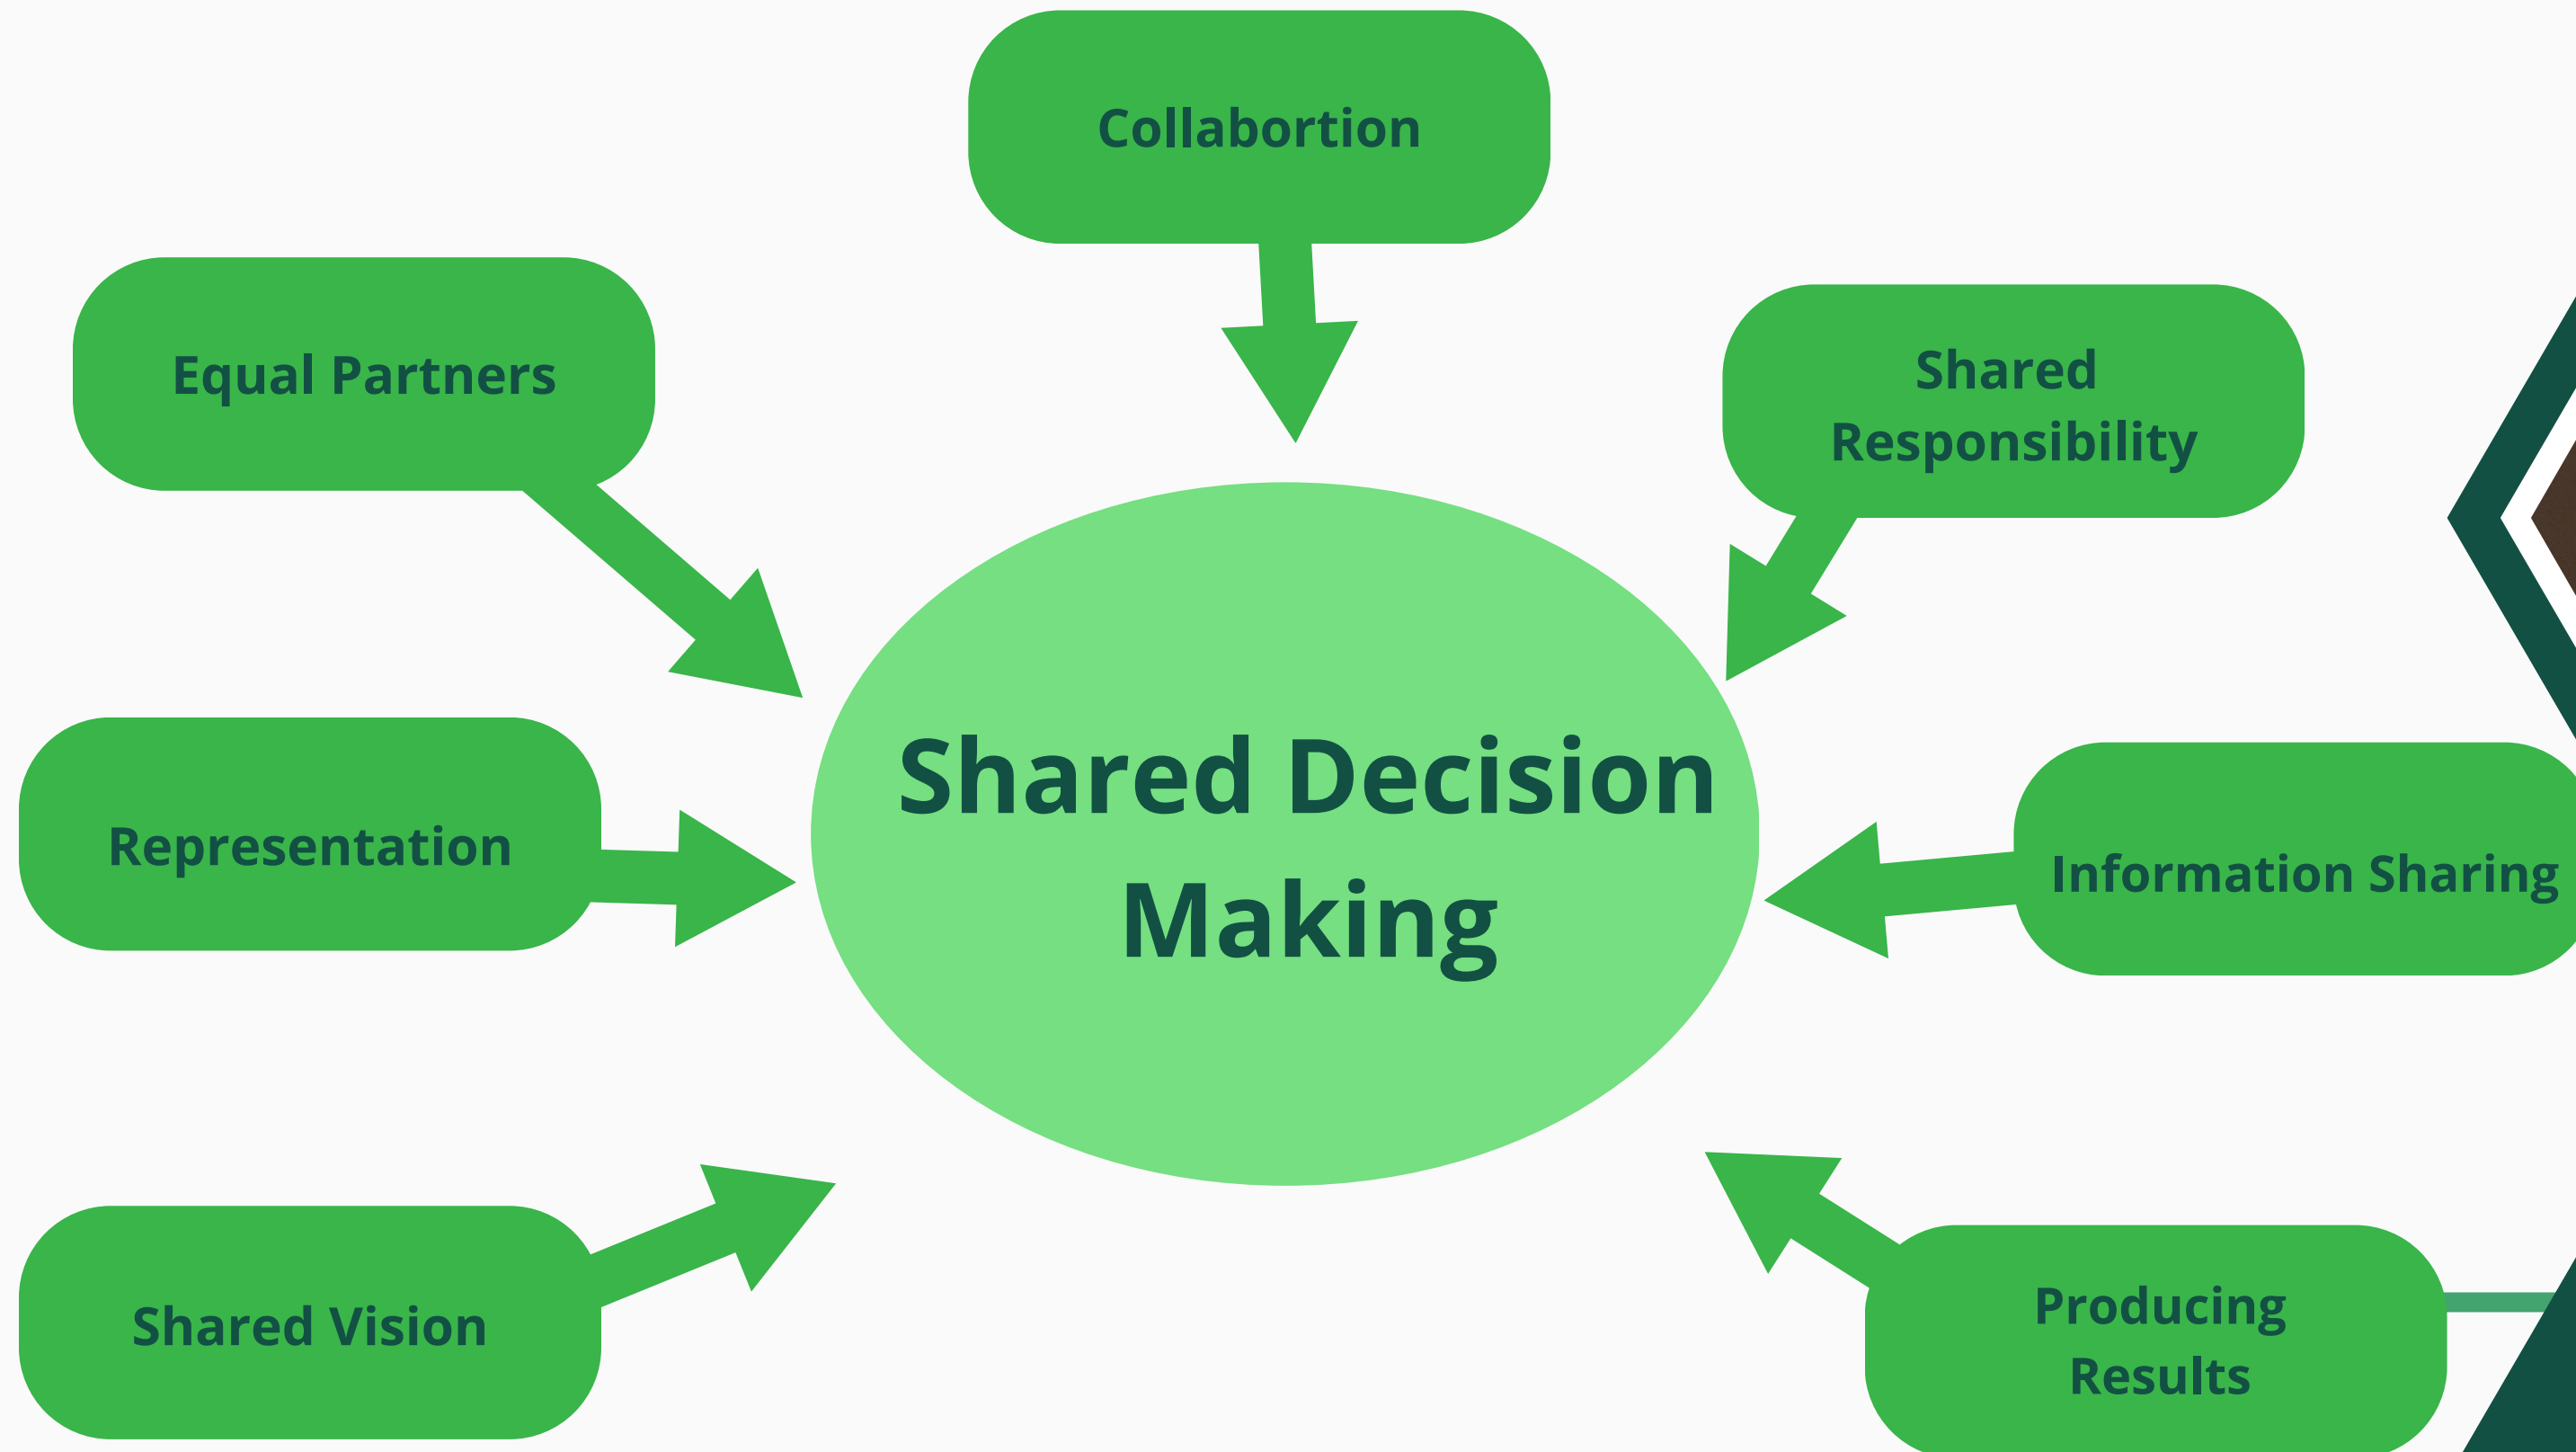 Collabortion
Equal Partners
Shared
Responsibility
Shared Decision
Making
Representation
Information Sharing
Shared Vision
Producing
Results